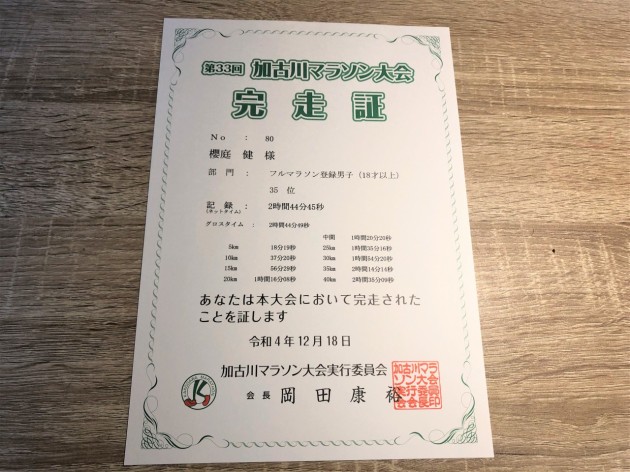 第33回 加古川マラソン大会
完走証
No : 80
櫻庭 健 様
部門 : フルマラソン登録男子(18才以上)
35 位
記録 : 2時間44分45秒
(ネットタイム)
グロスタイム : 2時間44分49秒
中間 1時間20分20秒
5km 18分19秒 25km 1時間35分16秒
10km 37分20秒 30km 1時間54分20秒
15km 56分29秒 35km 2時間14分14秒
20km 1時間16分08秒 40km 2時間35分09秒
あなたは本大会において完走された
ことを証します
令和4年12月18日
加古川マラソン大会実行委員会
会長 岡田康裕